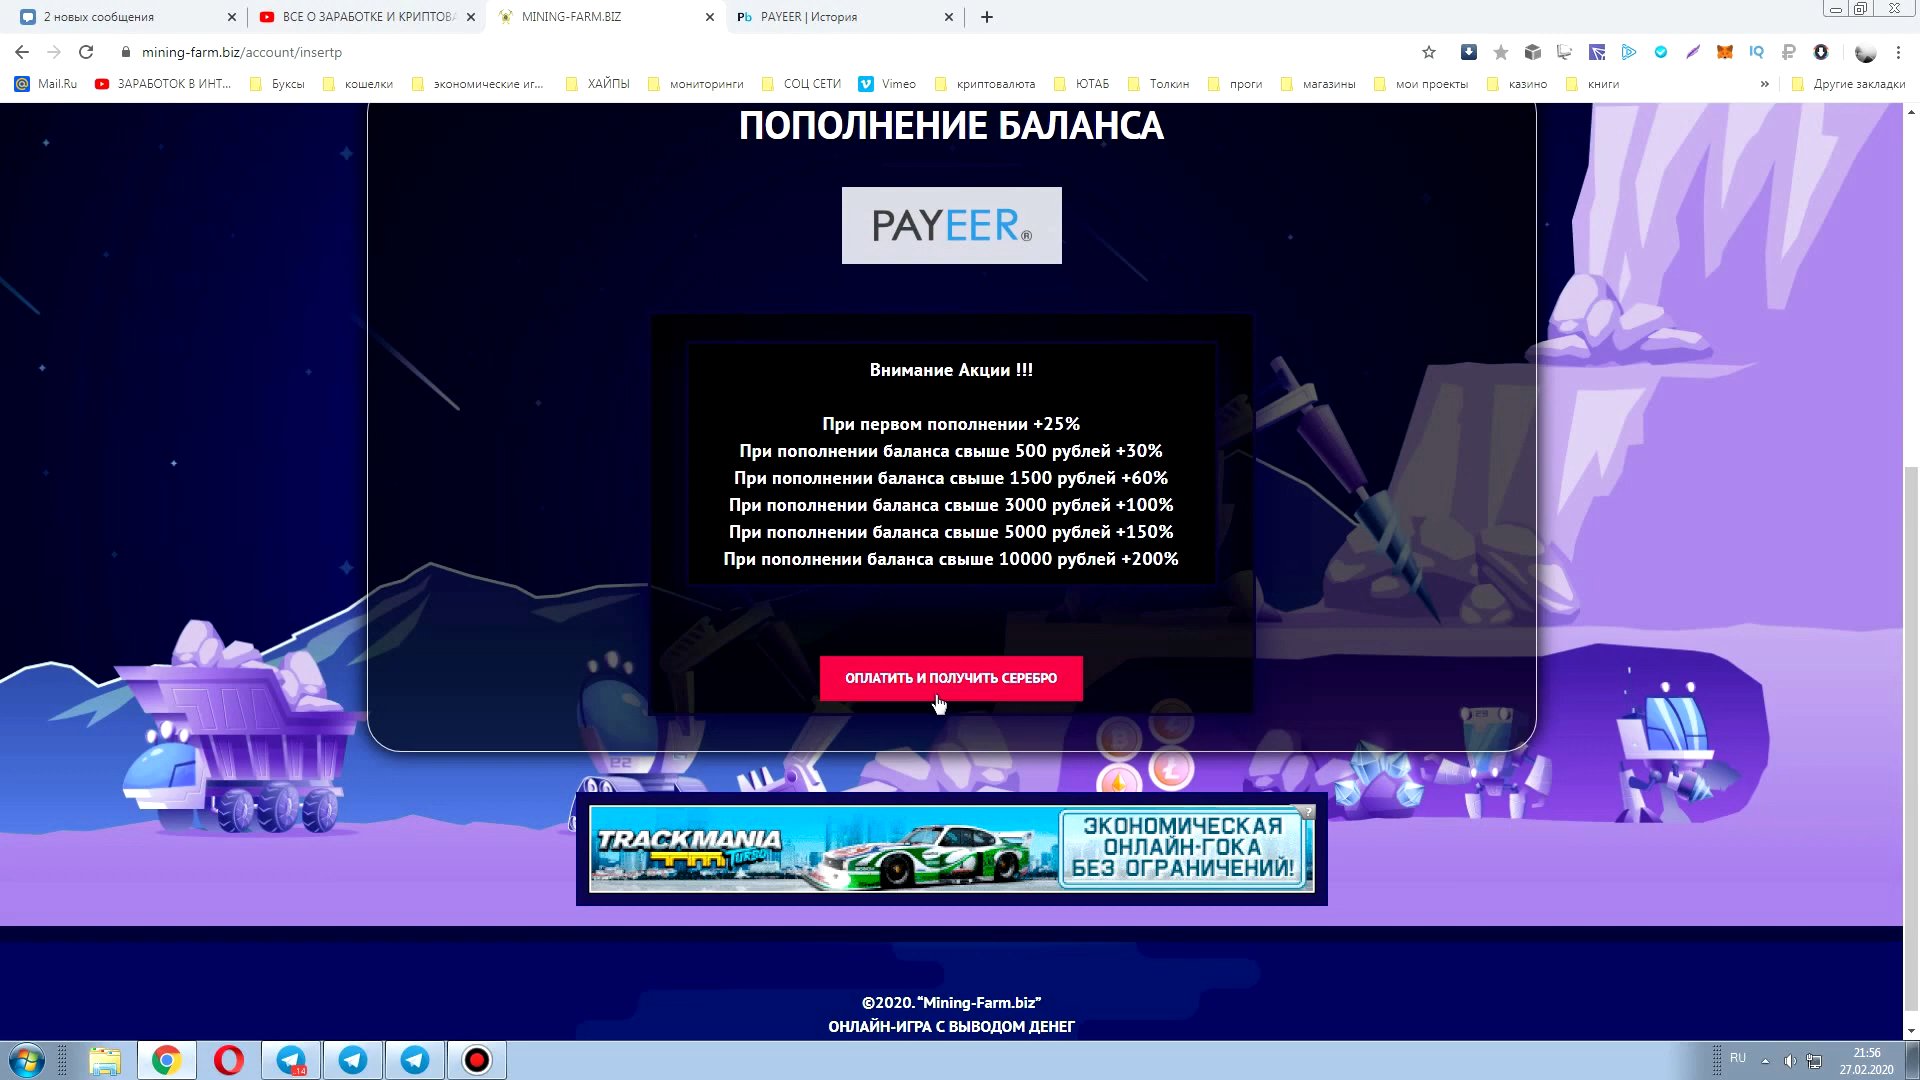 2 новых сообщения
ВСЕ О ЗАРАБОТКЕ И КРИПТОВА
MINING-FARM.BIZ
PAYEER | История
mining-farm.biz/account/insertp
Mail.Ru
ЗАРАБОТОК В ИНТ...
Буксы
кошелки
экономические иг...
ХАЙПЫ
мониторинги
СОЦ СЕТИ
Vimeo
криптовалюта
ЮТАБ
Толкин
проги
магазины
мои проекты
казино
книги
»
Другие закладки
ПОПОЛНЕНИЕ БАЛАНСА
PAYEER®
Внимание Акции !!!
При первом пополнении +25%
При пополнении баланса свыше 500 рублей +30%
При пополнении баланса свыше 1500 рублей +60%
При пополнении баланса свыше 3000 рублей +100%
При пополнении баланса свыше 5000 рублей +150%
При пополнении баланса свыше 10000 рублей +200%
ОПЛАТИТЬ И ПОЛУЧИТЬ СЕРЕБРО
22
23
TRACKMANIA
TURBO
ЭКОНОМИЧЕСКАЯ
ОНЛАЙН-ГОКА
БЕЗ ОГРАНИЧЕНИЙ!
?
©2020. “Mining-Farm.biz”
ОНЛАЙН-ИГРА С ВЫВОДОМ ДЕНЕГ
14
RU
21:56
27.02.2020